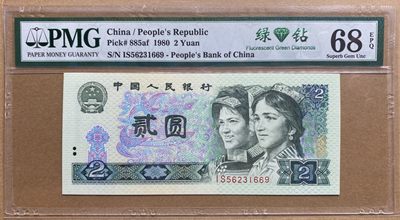 PMG
PAPER MONEY GUARANTY
China / People's Republic
Pick# 885af 1980 2 Yuan
S/N IS56231669 - People's Bank of China
绿钻
Fluorescent Green Diamonds
68 EPQ
Superb Gem Unc
中国人民银行
2
贰圆
2
2
IS56231669